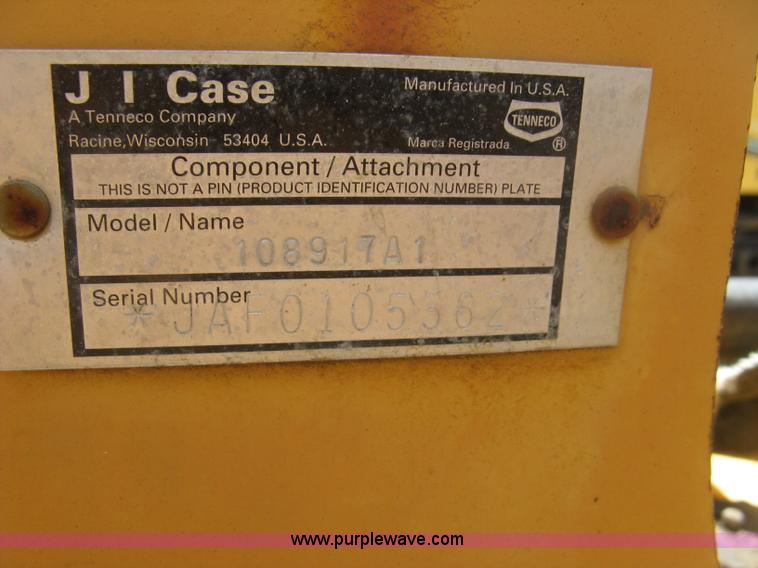 J I Case
A Tenneco Company
Racine, Wisconsin 53404 U.S.A.
Manufactured In U.S.A.
TENNECO
®
Marca Registrada
Component / Attachment
THIS IS NOT A PIN (PRODUCT IDENTIFICATION NUMBER) PLATE
Model / Name
108917A1
Serial Number
*JAF0105362*
www.purplewave.com